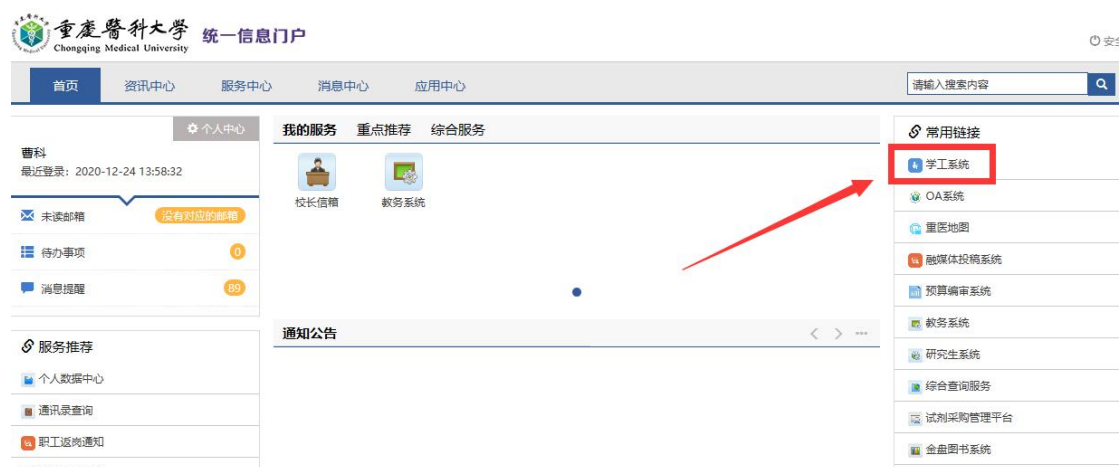 重慶醫科大学 统一信息门户
Chongqing Medical University
安全
首页 资讯中心 服务中心 消息中心 应用中心 请输入搜索内容
个人中心
曹科
最近登录：2020-12-24 13:58:32
未读邮箱 没有对应的邮箱
待办事项 0
消息提醒 89
服务推荐
个人数据中心
通讯录查询
职工返岗通知
我的服务 重点推荐 综合服务
校长信箱 教务系统
通知公告
常用链接
学工系统
OA系统
重医地图
融媒体投稿系统
预算编审系统
教务系统
研究生系统
综合查询服务
试剂采购管理平台
金盘图书系统